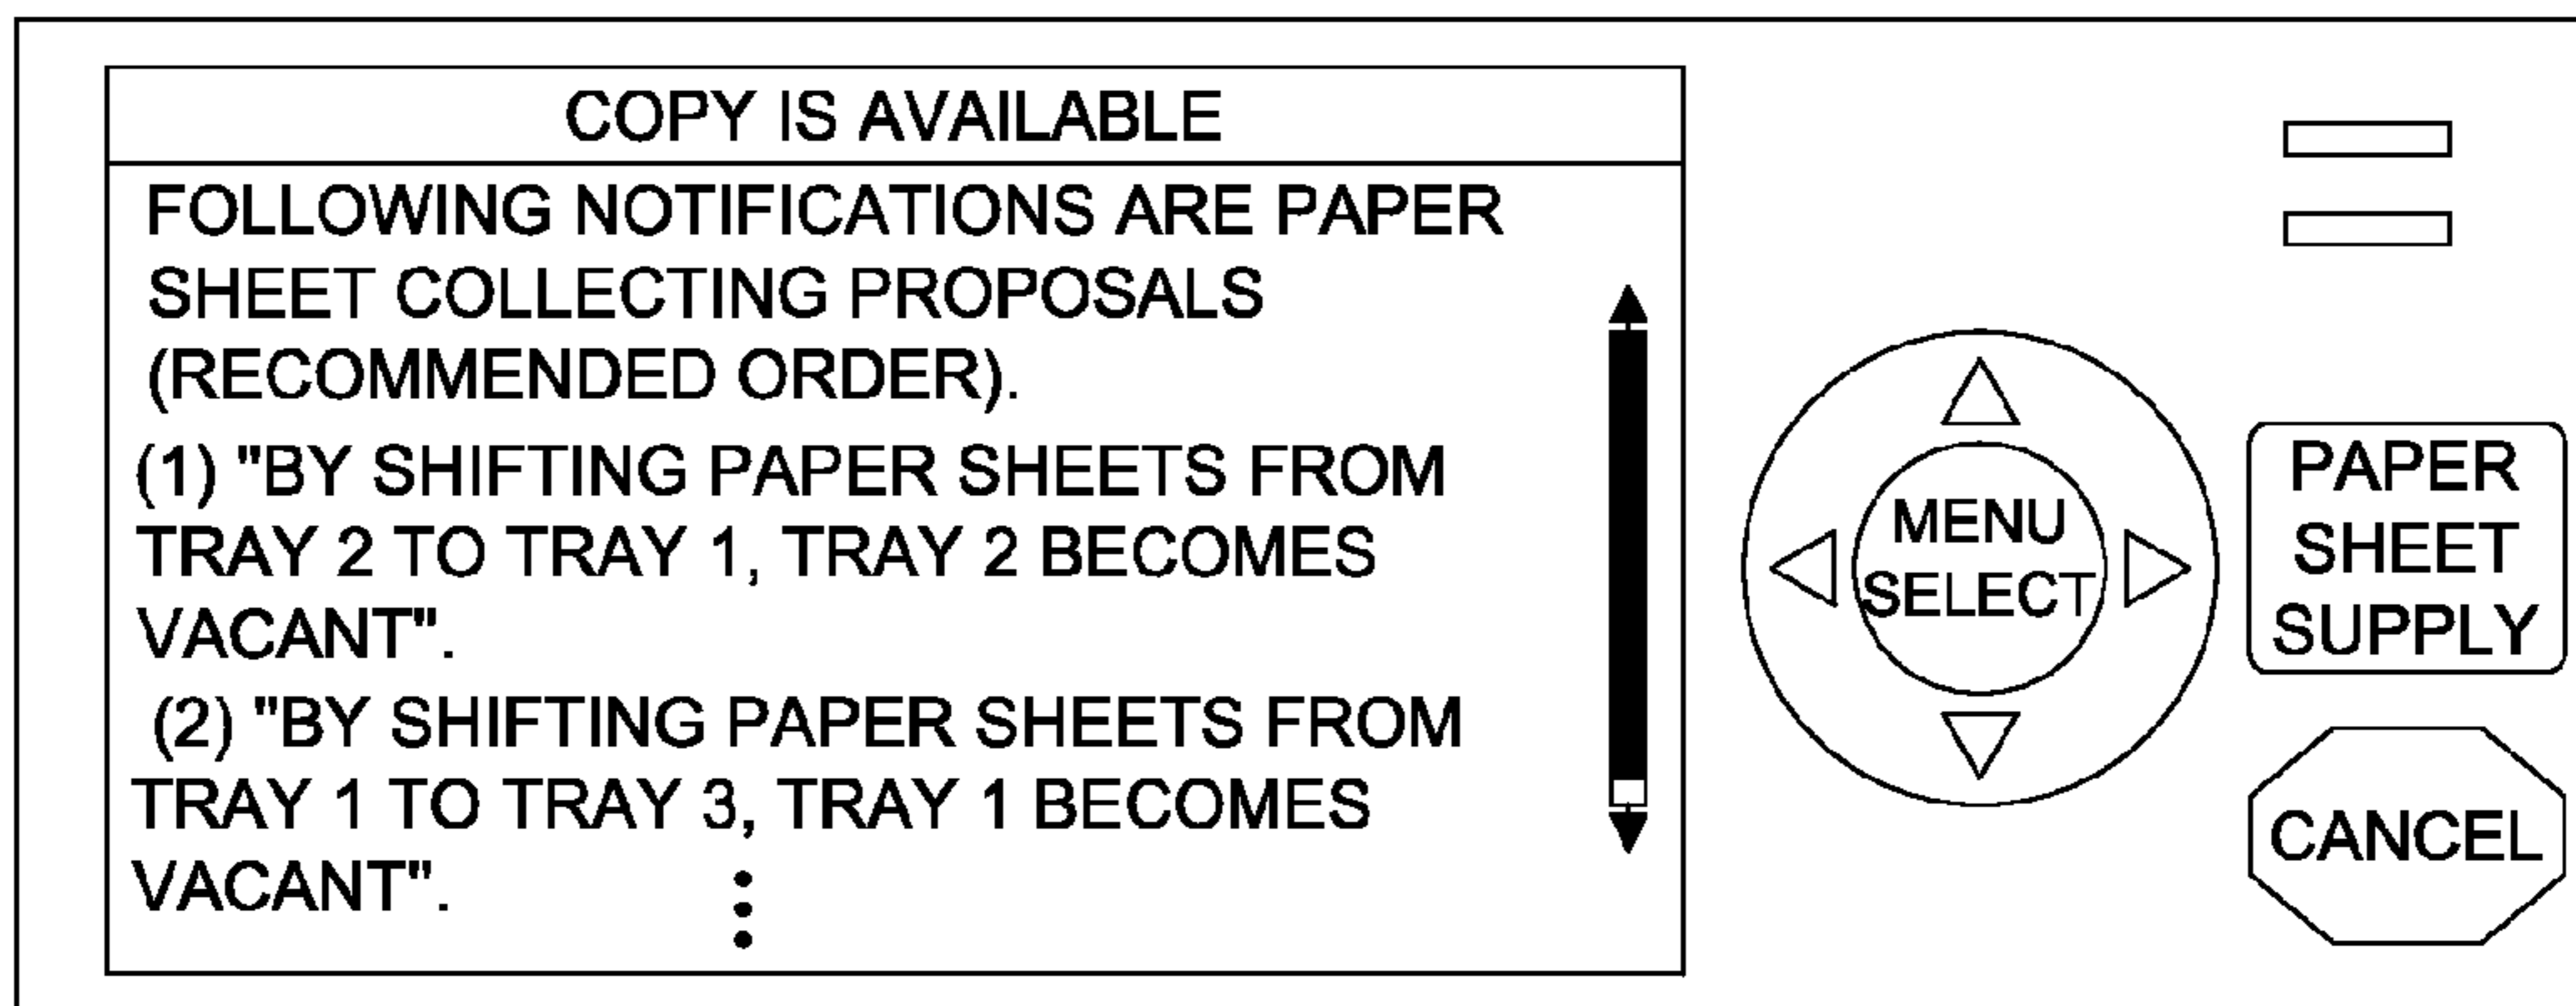 COPY IS AVAILABLE
FOLLOWING NOTIFICATIONS ARE PAPER
SHEET COLLECTING PROPOSALS
(RECOMMENDED ORDER).
(1) "BY SHIFTING PAPER SHEETS FROM
TRAY 2 TO TRAY 1, TRAY 2 BECOMES
VACANT".
(2) "BY SHIFTING PAPER SHEETS FROM
TRAY 1 TO TRAY 3, TRAY 1 BECOMES
VACANT".
MENU
SELECT
PAPER
SHEET
SUPPLY
CANCEL